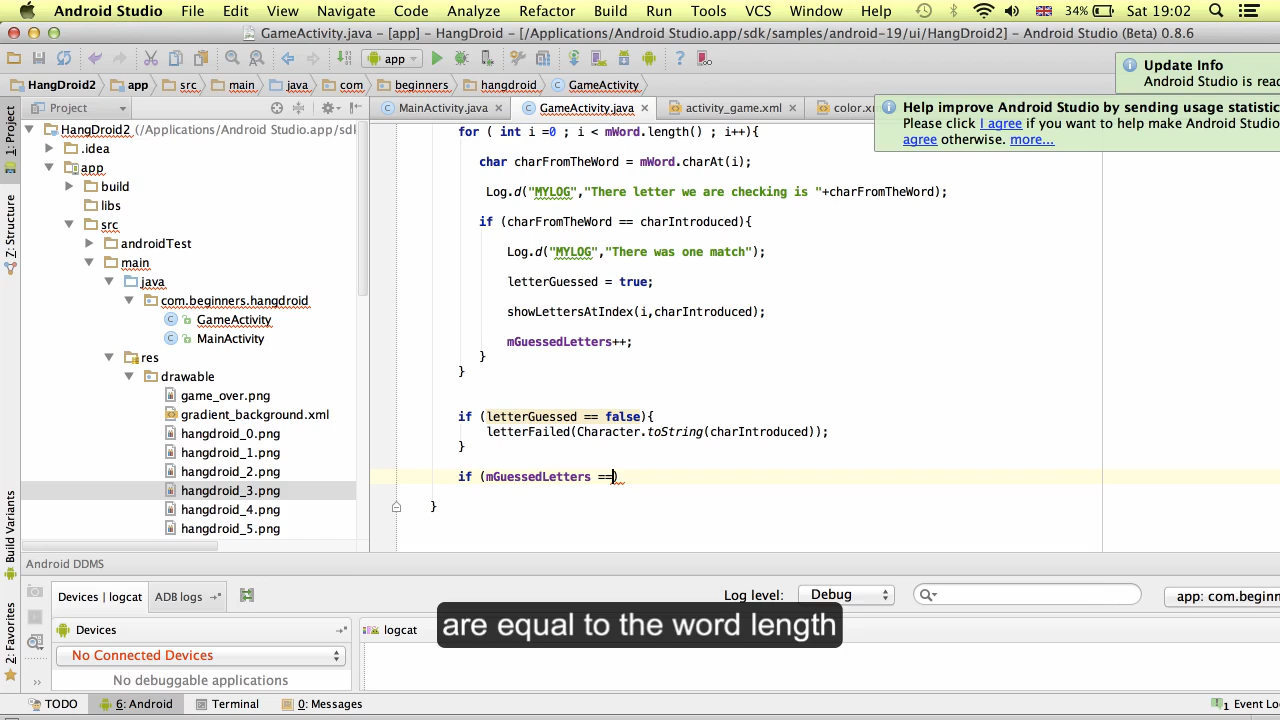 Android Studio File Edit View Navigate Code Analyze Refactor Build Run Tools VCS Window Help 34% Sat 19:02
GameActivity.java - [app] - HangDroid - [/Applications/Android Studio.app/sdk/samples/android-19/ui/HangDroid2] - Android Studio (Beta) 0.8.6
app
Update Info
Android Studio is rea
HangDroid2 app src main java com beginners hangdroid GameActivity
Help improve Android Studio by sending usage statistic
Please click I agree if you want to help make Android Studio
agree otherwise. more...
1: Project
Project
MainActivity.java GameActivity.java activity_game.xml color.xm
HangDroid2 (/Applications/Android Studio.app/sdk
.idea
app
build
libs
src
androidTest
main
java
com.beginners.hangdroid
GameActivity
MainActivity
res
drawable
game_over.png
gradient_background.xml
hangdroid_0.png
hangdroid_1.png
hangdroid_2.png
hangdroid_3.png
hangdroid_4.png
hangdroid_5.png
7: Structure
Build Variants
2: Favorites
for ( int i =0 ; i < mWord.length() ; i++){
char charFromTheWord = mWord.charAt(i);
Log.d("MYLOG","There letter we are checking is "+charFromTheWord);
if (charFromTheWord == charIntroduced){
Log.d("MYLOG","There was one match");
letterGuessed = true;
showLettersAtIndex(i,charIntroduced);
mGuessedLetters++;
}
}
if (letterGuessed == false){
letterFailed(Character.toString(charIntroduced));
}
if (mGuessedLetters ==)
}
Android DDMS
Devices | logcat ADB logs Log level: Debug app: com.beginn
are equal to the word length
Devices logcat
No Connected Devices
No debuggable applications
TODO 6: Android Terminal 0: Messages 1 Event Lo